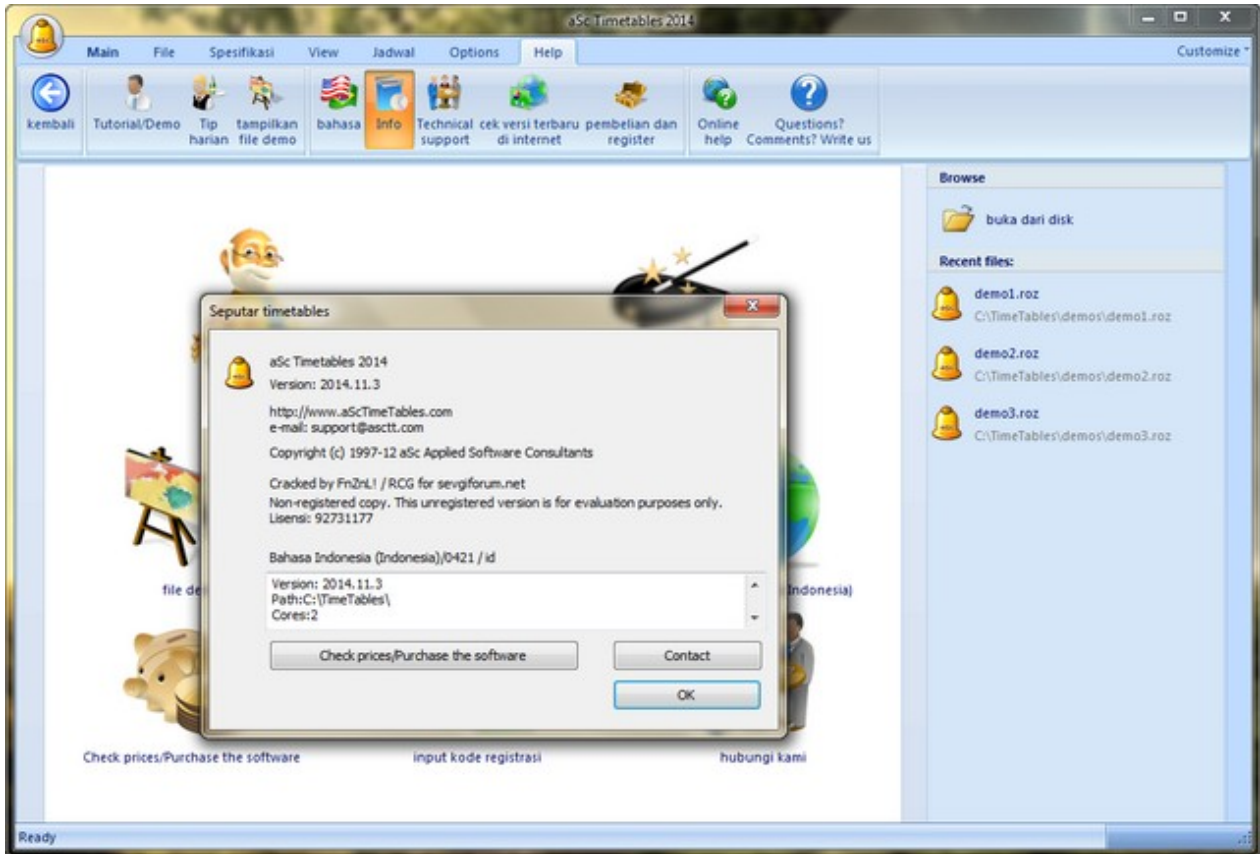 aSc Timetables 2014
Main File Spesifikasi View Jadwal Options Help Customize
kembali
Tutorial/Demo
Tip harian
tampilkan file demo
bahasa
Info
Technical support
cek versi terbaru di internet
pembelian dan register
Online help
Questions? Comments? Write us
Seputar timetables
aSc Timetables 2014
Version: 2014.11.3
http://www.aScTimeTables.com
e-mail: support@asctt.com
Copyright (c) 1997-12 aSc Applied Software Consultants
Cracked by FnZnL! / RCG for sevgiforum.net
Non-registered copy. This unregistered version is for evaluation purposes only.
Lisensi: 92731177
Bahasa Indonesia (Indonesia)/0421 / id
Version: 2014.11.3
Path:C:\TimeTables\
Cores:2
Check prices/Purchase the software
Contact
OK
file de
Indonesia)
Check prices/Purchase the software
input kode registrasi
hubungi kami
Browse
buka dari disk
Recent files:
demo1.roz
C:\TimeTables\demos\demo1.roz
demo2.roz
C:\TimeTables\demos\demo2.roz
demo3.roz
C:\TimeTables\demos\demo3.roz
Ready